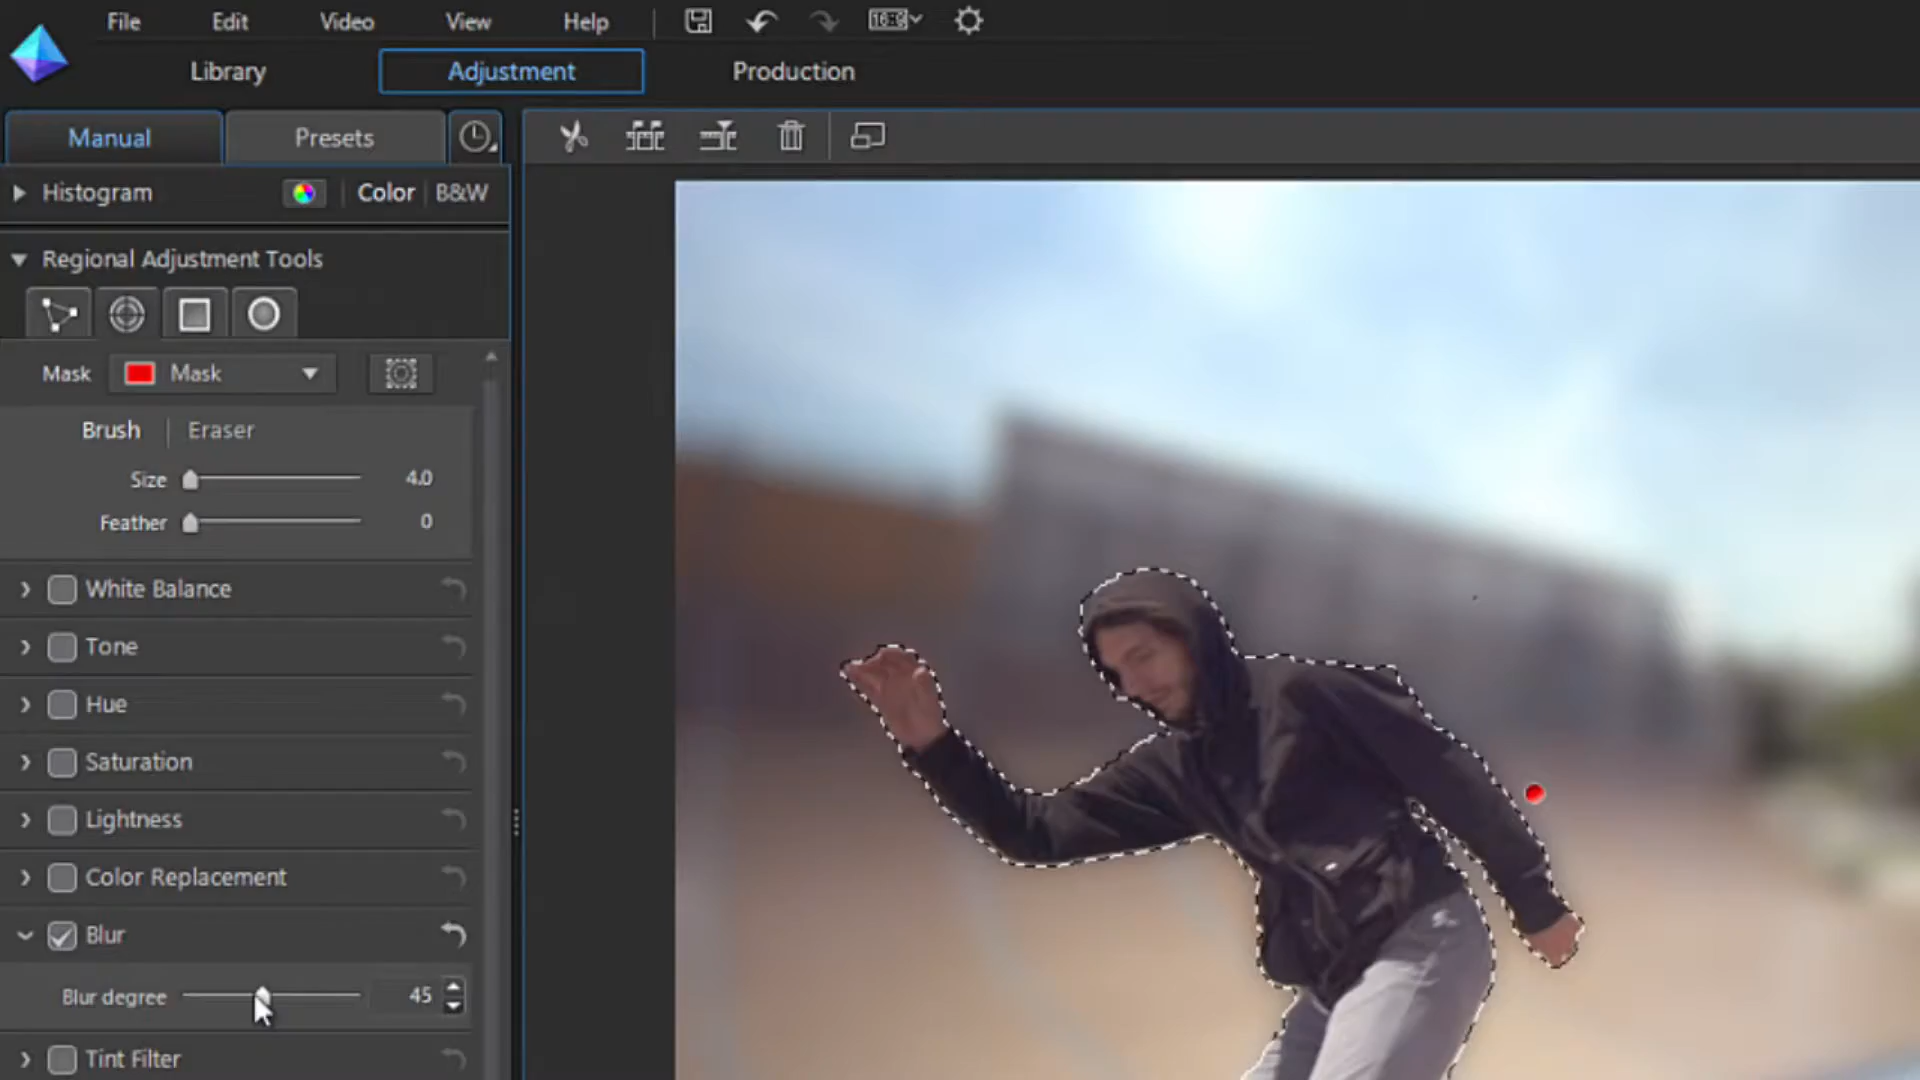 File Edit Video View Help
Library Adjustment Production
Manual Presets
Histogram Color B&W
Regional Adjustment Tools
Mask Mask
Brush Eraser
Size 4.0
Feather 0
White Balance
Tone
Hue
Saturation
Lightness
Color Replacement
Blur
Blur degree 45
Tint Filter